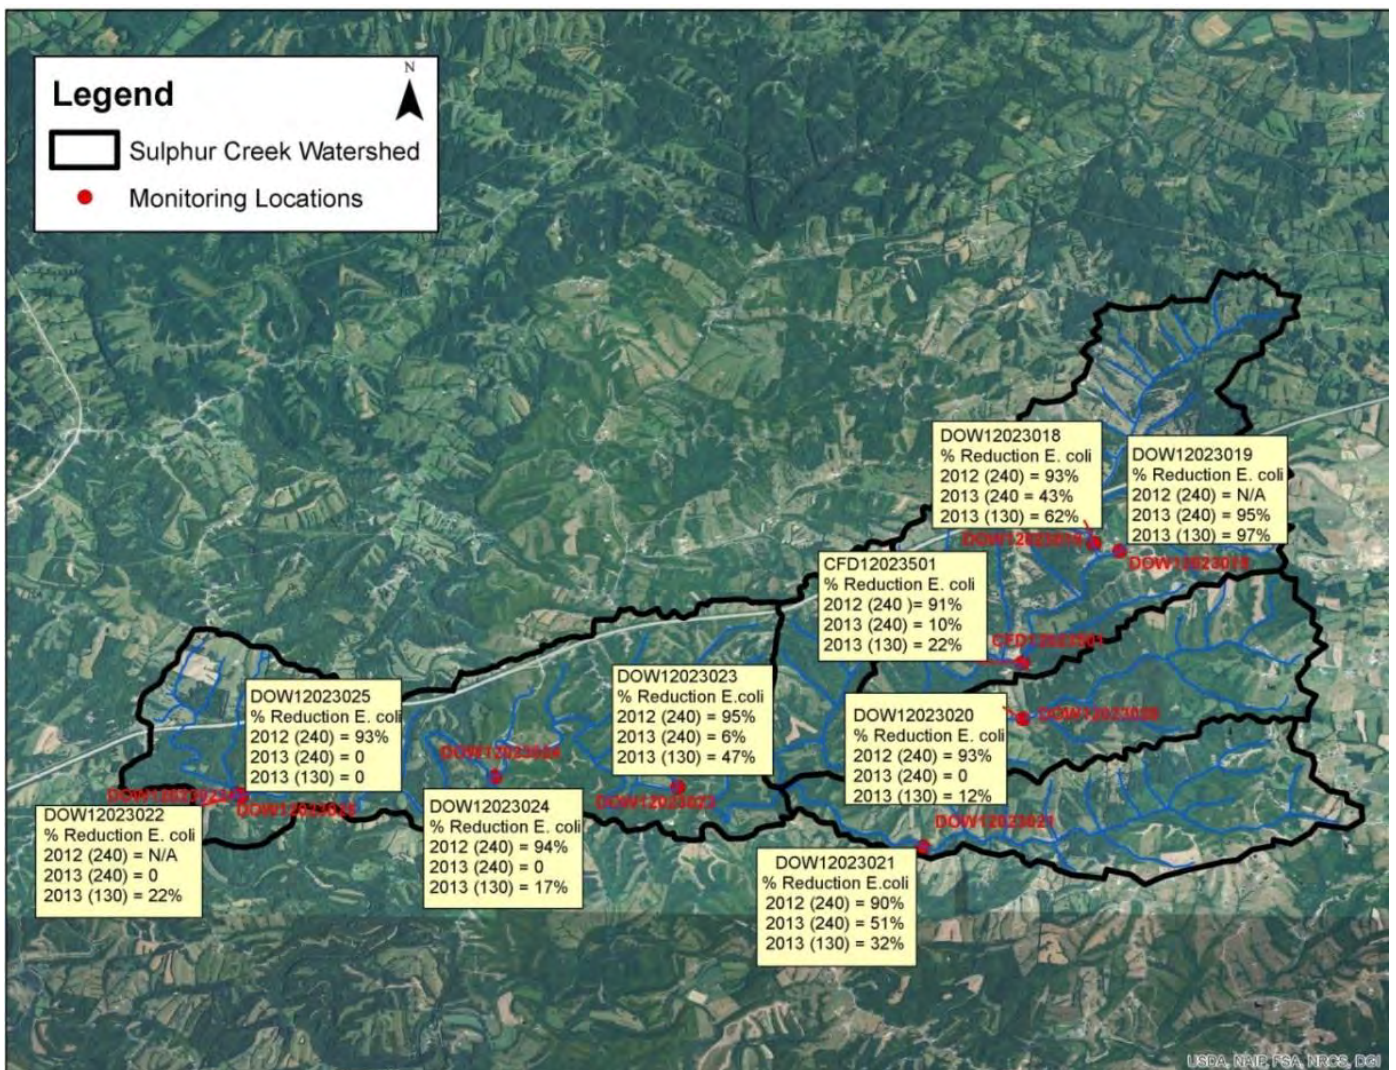 N
Legend
Sulphur Creek Watershed
Monitoring Locations
DOW12023018
% Reduction E. coli
2012 (240) = 93%
2013 (240 = 43%
2013 (130) = 62%
DOW12023019
% Reduction E. coli
2012 (240) = N/A
2013 (240) = 95%
2013 (130) = 97%
DOW12023018
DOW12023019
CFD12023501
% Reduction E. coli
2012 (240 )= 91%
2013 (240) = 10%
2013 (130) = 22%
CFD12023501
DOW12023023
% Reduction E.coli
2012 (240) = 95%
2013 (240) = 6%
2013 (130) = 47%
DOW12023025
% Reduction E. coli
2012 (240) = 93%
2013 (240) = 0
2013 (130) = 0
DOW12023020
% Reduction E. coli
2012 (240) = 93%
2013 (240) = 0
2013 (130) = 12%
DOW12023020
DOW12023024
DOW12023023
DOW12023022
DOW12023025
DOW12023022
% Reduction E. coli
2012 (240) = N/A
2013 (240) = 0
2013 (130) = 22%
DOW12023024
% Reduction E. coli
2012 (240) = 94%
2013 (240) = 0
2013 (130) = 17%
DOW12023021
DOW12023021
% Reduction E.coli
2012 (240) = 90%
2013 (240) = 51%
2013 (130) = 32%
USDA, NAIP, FSA, NRCS, DGI